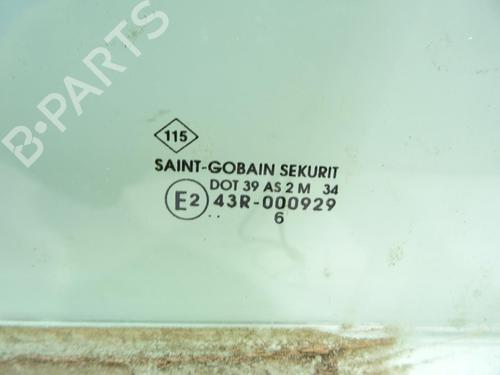 B-PARTS
115
SAINT-GOBAIN SEKURIT
DOT 39 AS 2 M 34
E2 43R-000929
.. 6